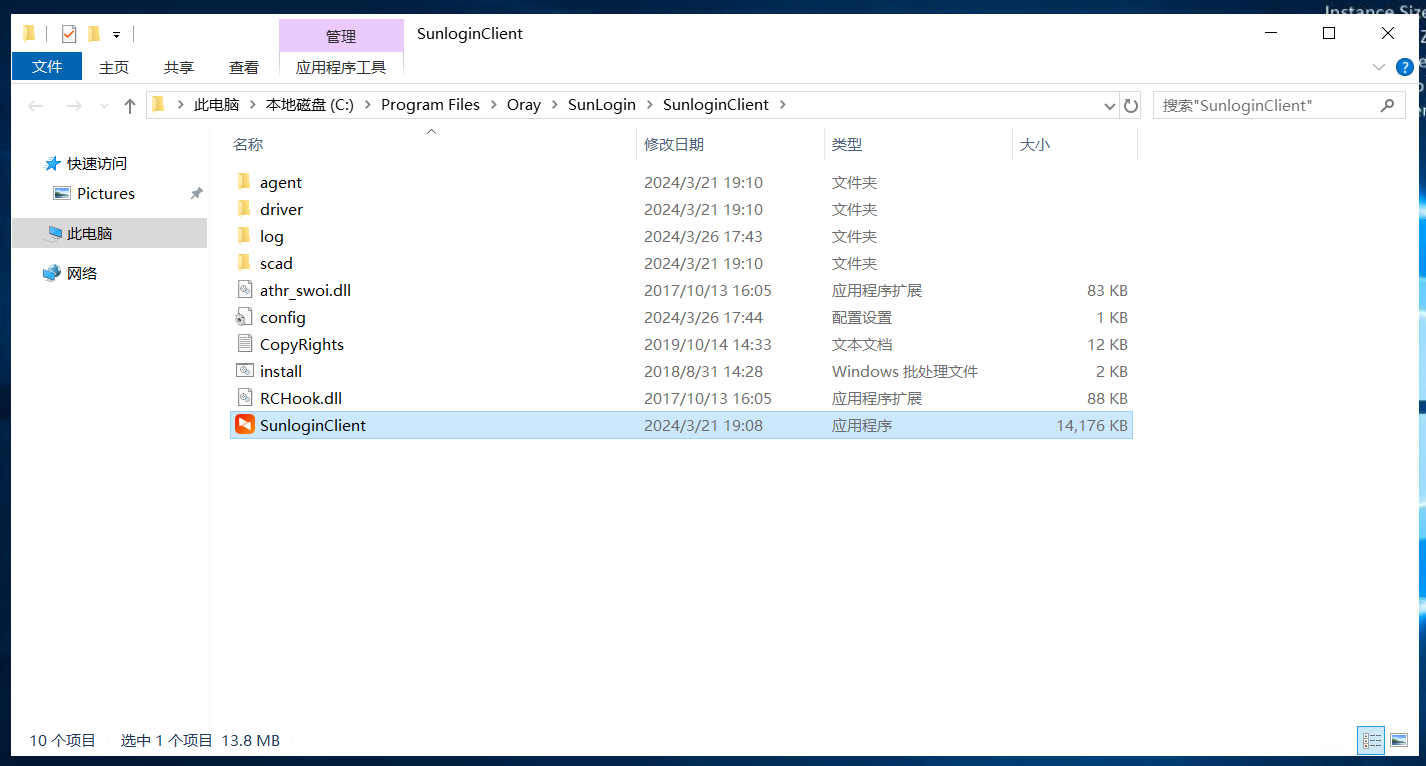 Instance Size
管理 SunloginClient
文件 主页 共享 查看 应用程序工具
此电脑 本地磁盘 (C:) Program Files Oray SunLogin SunloginClient 搜索"SunloginClient"
名称 修改日期 类型 大小
快速访问
Pictures
此电脑
网络
agent 2024/3/21 19:10 文件夹
driver 2024/3/21 19:10 文件夹
log 2024/3/26 17:43 文件夹
scad 2024/3/21 19:10 文件夹
athr_swoi.dll 2017/10/13 16:05 应用程序扩展 83 KB
config 2024/3/26 17:44 配置设置 1 KB
CopyRights 2019/10/14 14:33 文本文档 12 KB
install 2018/8/31 14:28 Windows 批处理文件 2 KB
RCHook.dll 2017/10/13 16:05 应用程序扩展 88 KB
SunloginClient 2024/3/21 19:08 应用程序 14,176 KB
10 个项目 选中 1 个项目 13.8 MB